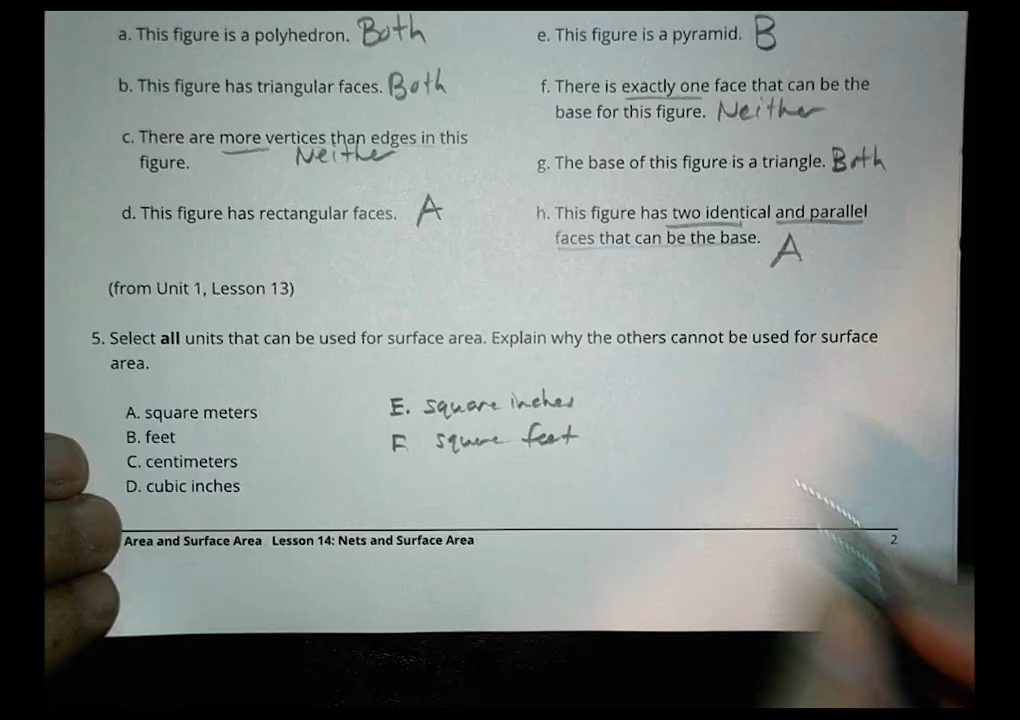 a. This figure is a polyhedron. Both
b. This figure has triangular faces. Both
c. There are more vertices than edges in this
figure. Neither
d. This figure has rectangular faces. A
e. This figure is a pyramid. B
f. There is exactly one face that can be the
base for this figure. Neither
g. The base of this figure is a triangle. Both
h. This figure has two identical and parallel
faces that can be the base. A
(from Unit 1, Lesson 13)
5. Select all units that can be used for surface area. Explain why the others cannot be used for surface
area.
A. square meters
B. feet
C. centimeters
D. cubic inches
E. square inches
F. square feet
Area and Surface Area Lesson 14: Nets and Surface Area 2